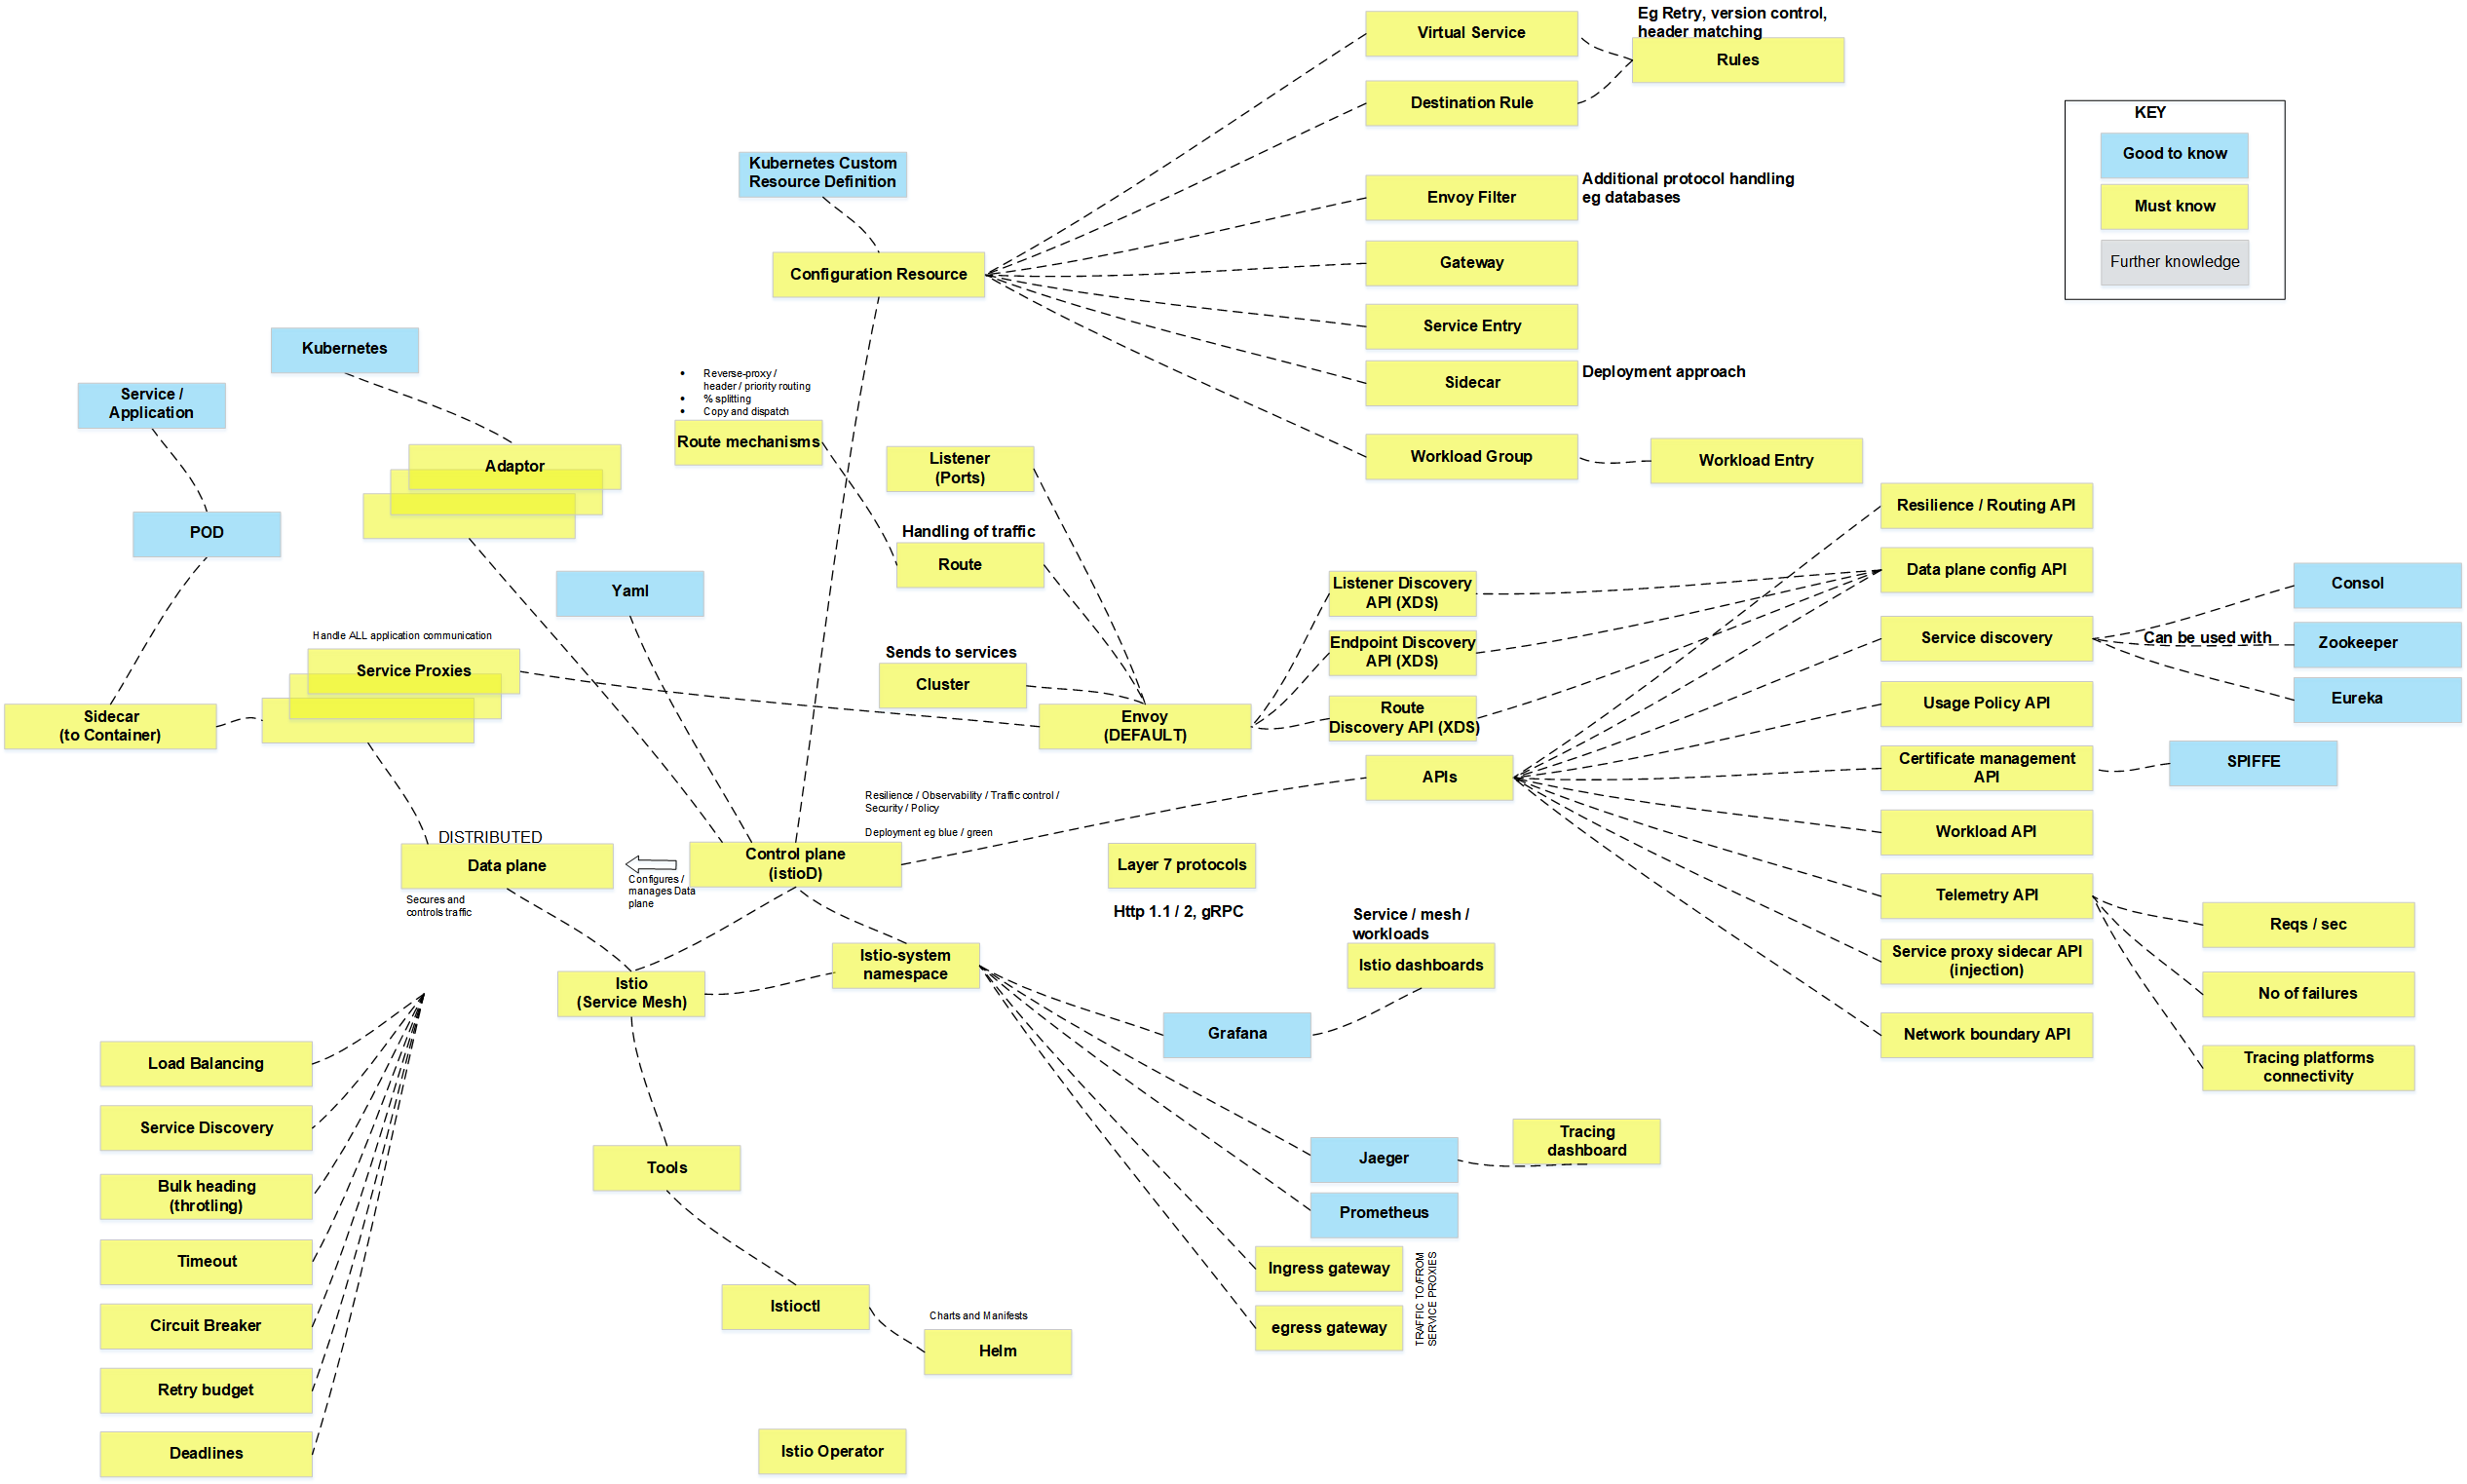 Virtual Service
Eg Retry, version control,
header matching
Rules
Destination Rule
KEY
Good to know
Must know
Further knowledge
Kubernetes Custom
Resource Definition
Envoy Filter
Additional protocol handling
eg databases
Configuration Resource
Gateway
Service Entry
Sidecar
Deployment approach
Workload Group
Workload Entry
Kubernetes
Service /
Application
Adaptor
POD
• Reverse-proxy /
header / priority routing
• % splitting
• Copy and dispatch
Route mechanisms
Listener
(Ports)
Handling of traffic
Route
Yaml
Handle ALL application communication
Service Proxies
Sidecar
(to Container)
Sends to services
Cluster
Envoy
(DEFAULT)
Listener Discovery
API (XDS)
Endpoint Discovery
API (XDS)
Route
Discovery API (XDS)
Resilience / Routing API
Data plane config API
Service discovery
Can be used with
Consol
Zookeeper
Eureka
Usage Policy API
Certificate management
API
SPIFFE
APIs
Workload API
Telemetry API
Reqs / sec
No of failures
Tracing platforms
connectivity
Service proxy sidecar API
(injection)
Network boundary API
Resilience / Observability / Traffic control /
Security / Policy
Deployment eg blue / green
DISTRIBUTED
Data plane
Secures and
controls traffic
Configures /
manages Data
plane
Control plane
(istioD)
Layer 7 protocols
Http 1.1 / 2, gRPC
Service / mesh /
workloads
Istio dashboards
Istio-system
namespace
Istio
(Service Mesh)
Grafana
Load Balancing
Service Discovery
Bulk heading
(throtling)
Timeout
Circuit Breaker
Retry budget
Deadlines
Tools
Istioctl
Charts and Manifests
Helm
Istio Operator
Jaeger
Tracing
dashboard
Prometheus
Ingress gateway
egress gateway
TRAFFIC TO/FROM
SERVICE PROXIES